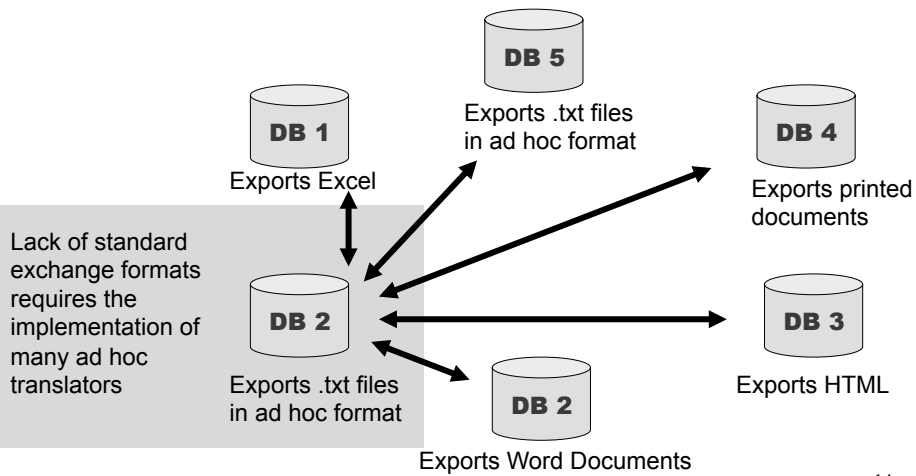 DB 5
Exports .txt files
in ad hoc format
DB 1
Exports Excel
DB 4
Exports printed
documents
Lack of standard
exchange formats
requires the
implementation of
many ad hoc
translators
DB 2
Exports .txt files
in ad hoc format
DB 3
Exports HTML
DB 2
Exports Word Documents